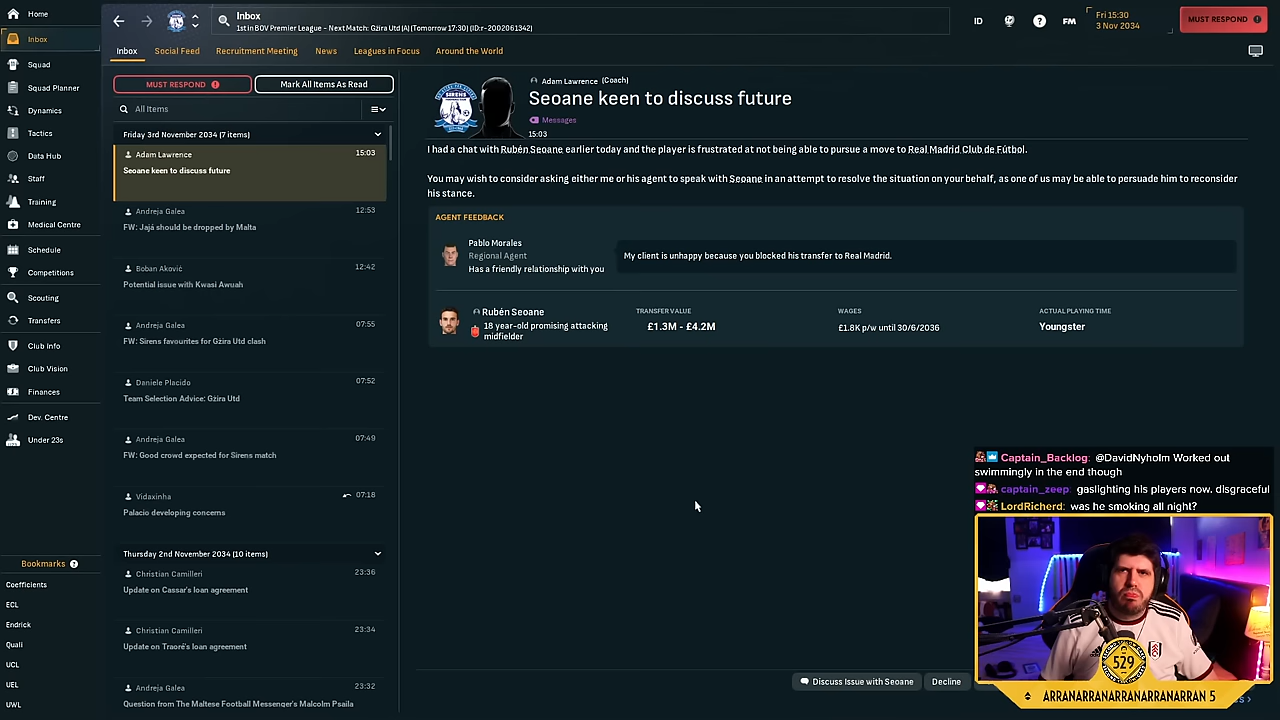 Home
Inbox
Squad
Squad Planner
Dynamics
Tactics
Data Hub
Staff
Training
Medical Centre
Schedule
Competitions
Scouting
Transfers
Club Info
Club Vision
Finances
Dev. Centre
Under 23s
Bookmarks ?
Coefficients
ECL
Endrick
Quali
UCL
UEL
UWL
Inbox
1st in BOV Premier League - Next Match: Gżira Utd (A) (Tomorrow 17:30) (ID:r-2002061342)
ID
?
FM
Fri 15:30
3 Nov 2034
MUST RESPOND !
Inbox
Social Feed
Recruitment Meeting
News
Leagues in Focus
Around the World
MUST RESPOND !
Mark All Items As Read
All Items
Friday 3rd November 2034 (7 items)
Adam Lawrence 15:03
Seoane keen to discuss future
Andreja Galea 12:53
FW: Jajá should be dropped by Malta
Boban Aković 12:42
Potential issue with Kwasi Awuah
Andreja Galea 07:55
FW: Sirens favourites for Gżira Utd clash
Daniele Placido 07:52
Team Selection Advice: Gżira Utd
Andreja Galea 07:49
FW: Good crowd expected for Sirens match
Vidaxinha 07:18
Palacio developing concerns
Thursday 2nd November 2034 (10 items)
Christian Camilleri 23:36
Update on Cassar's loan agreement
Christian Camilleri 23:34
Update on Traoré's loan agreement
Andreja Galea 23:32
Question from The Maltese Football Messenger's Malcolm Psaila
SIRENS
Adam Lawrence (Coach)
Seoane keen to discuss future
Messages
15:03
I had a chat with Rubén Seoane earlier today and the player is frustrated at not being able to pursue a move to Real Madrid Club de Fútbol.
You may wish to consider asking either me or his agent to speak with Seoane in an attempt to resolve the situation on your behalf, as one of us may be able to persuade him to reconsider
his stance.
AGENT FEEDBACK
Pablo Morales
Regional Agent
Has a friendly relationship with you
My client is unhappy because you blocked his transfer to Real Madrid.
Rubén Seoane
18 year-old promising attacking
midfielder
TRANSFER VALUE
£1.3M - £4.2M
WAGES
£1.8K p/w until 30/6/2036
ACTUAL PLAYING TIME
Youngster
Discuss Issue with Seoane
Decline
Captain_Backlog: @DavidNyholm Worked out
swimmingly in the end though
captain_zeep: gaslighting his players now. disgraceful
LordRicherd: was he smoking all night?
529
ARRANARRANARRANARRANARRAN 5